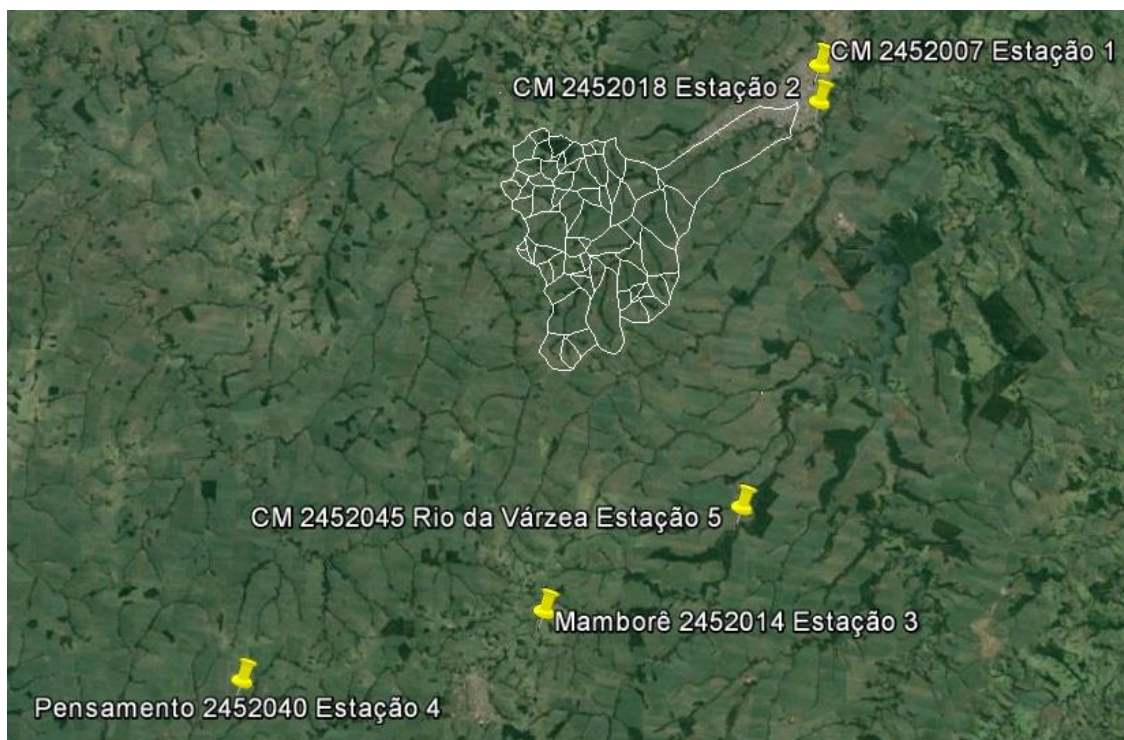 CM 2452007 Estação 1
CM 2452018 Estação 2
CM 2452045 Rio da Várzea Estação 5
Mamborê 2452014 Estação 3
Pensamento 2452040 Estação 4